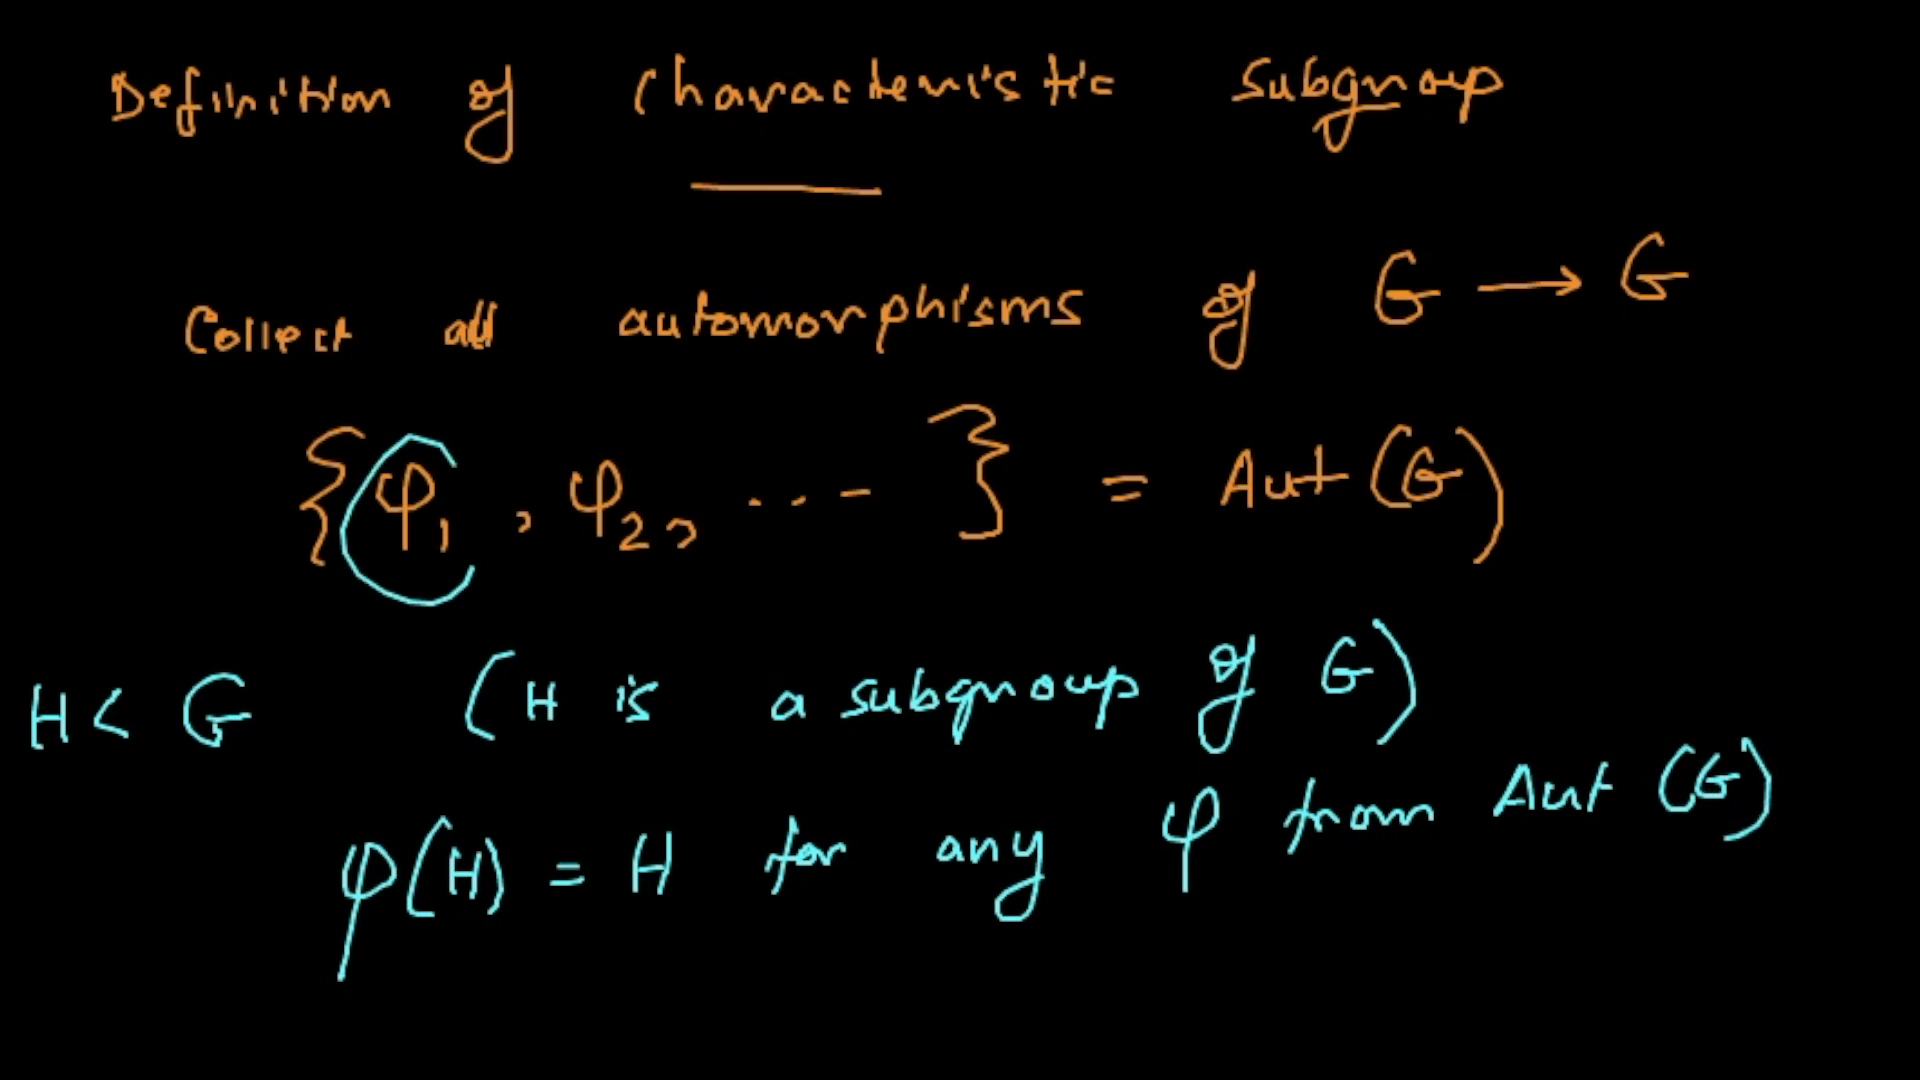 Definition of characteristic subgroup
Collect all automorphisms of G → G
{φ₁, φ₂, ...- } = Aut(G)
H < G (H is a subgroup of G)
φ(H) = H for any φ from Aut(G)